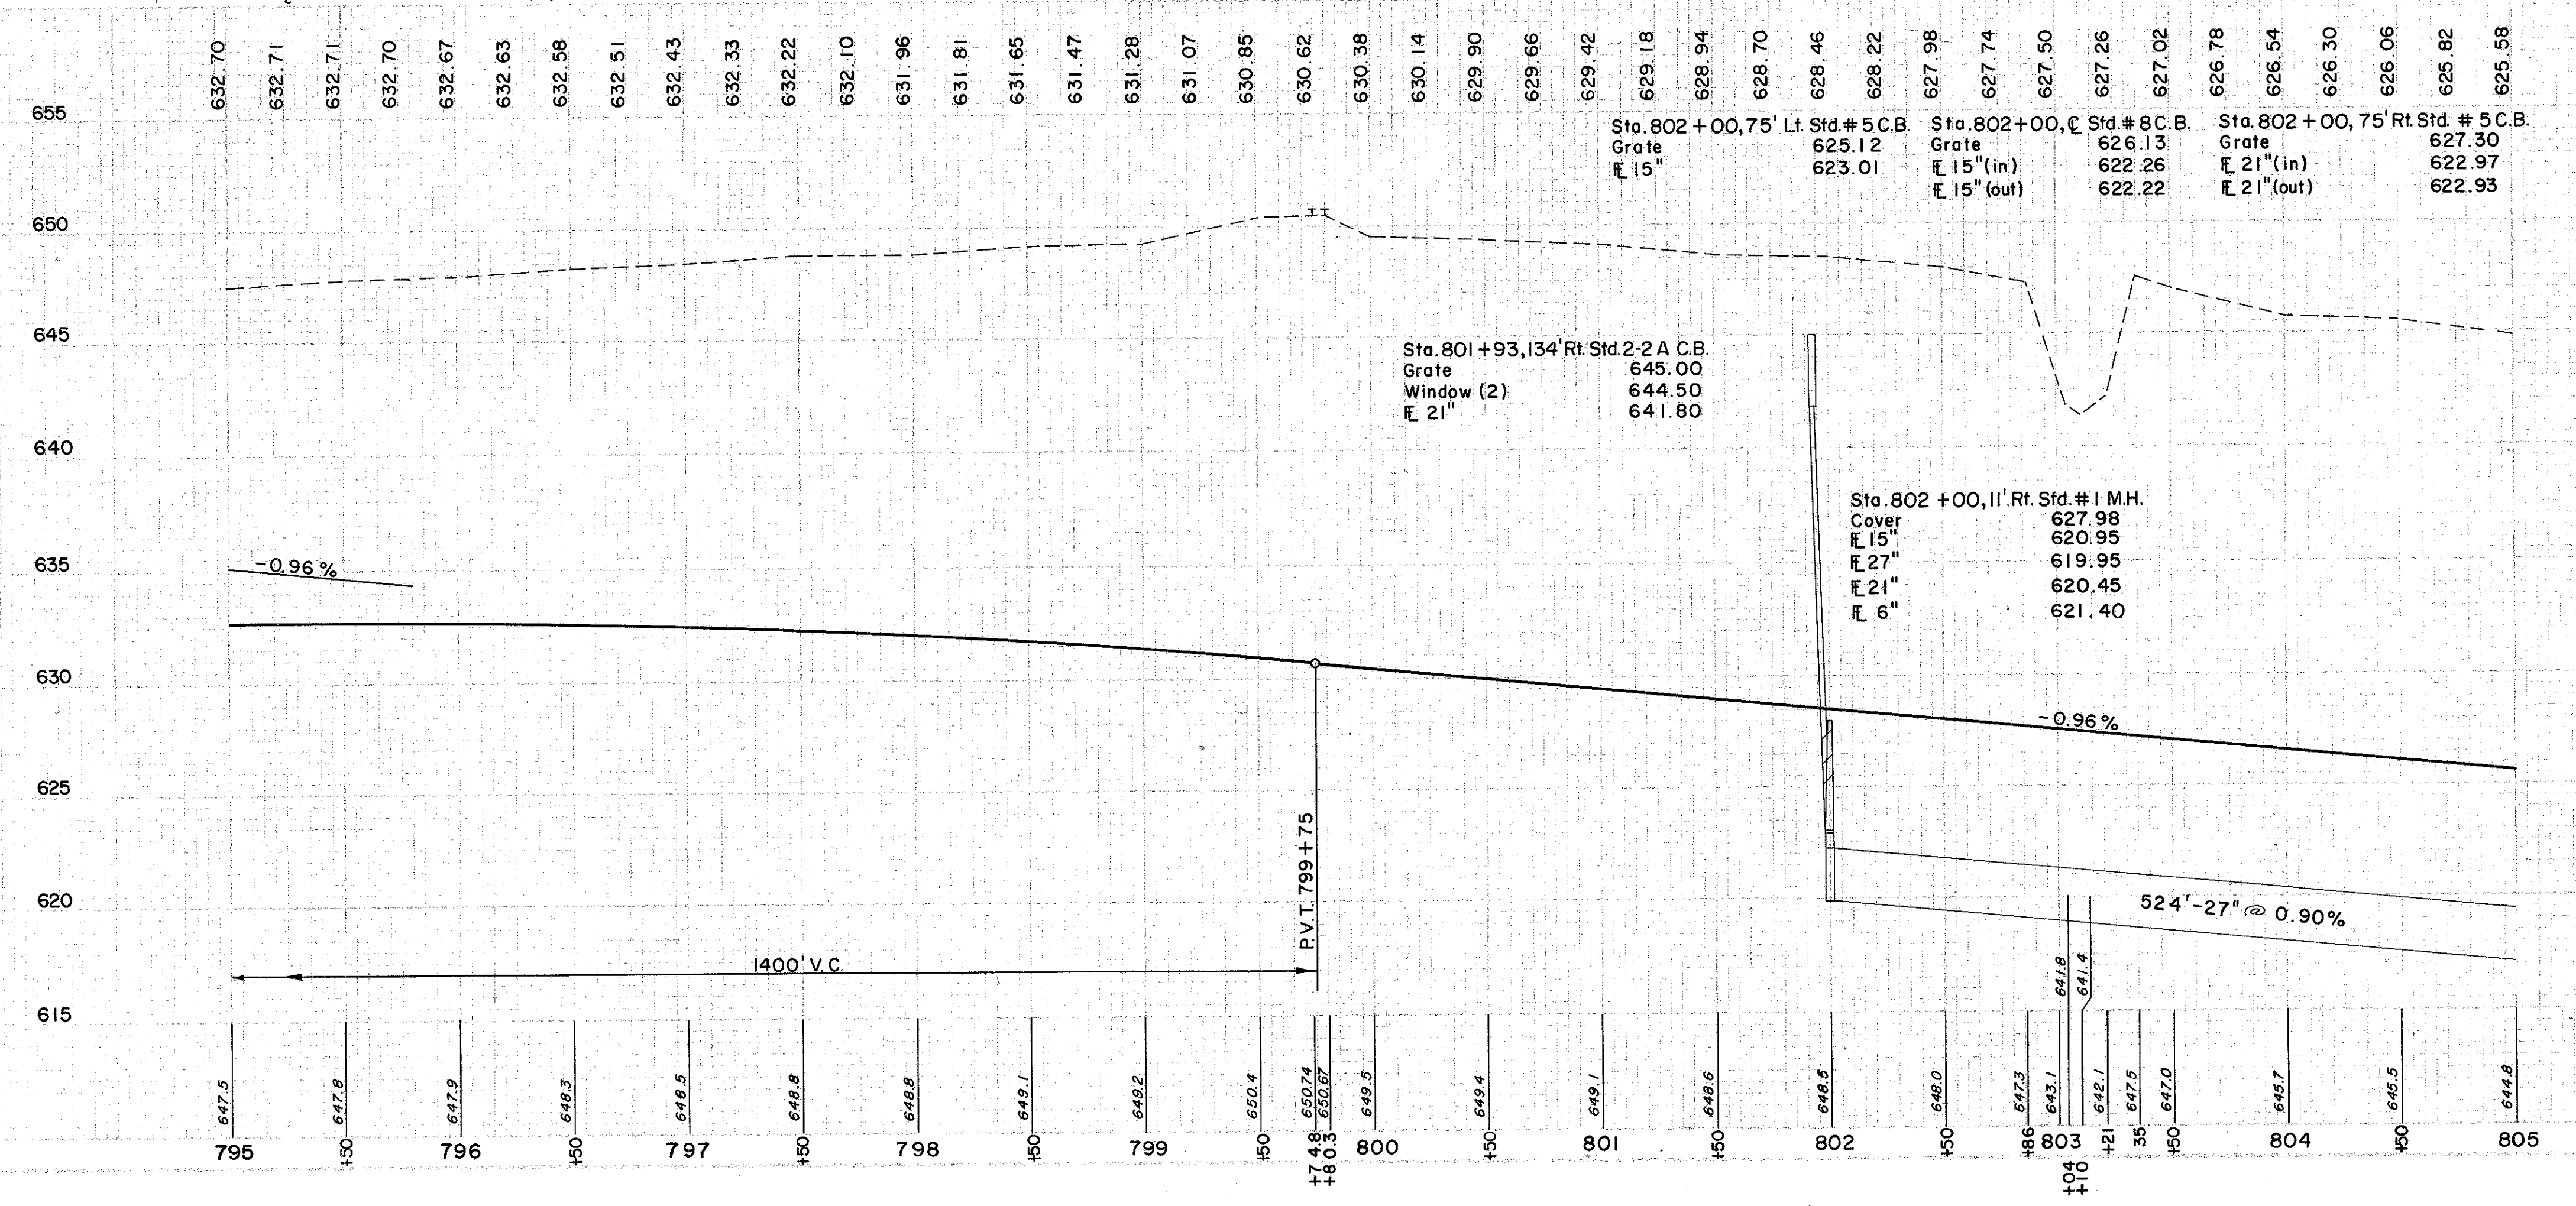 632.70 632.71 632.71 632.70 632.67 632.63 632.58 632.51 632.43 632.33 632.22 632.10 631.96 631.81 631.65 631.47 631.28 631.07 630.85 630.62 630.38 630.14 629.90 629.66 629.42 629.18 628.94 628.70 628.46 628.22 627.98 627.74 627.50 627.26 627.02 626.78 626.54 626.30 626.06 625.82 625.58
655
Sta.802+00,75' Lt. Std.#5 C.B.
Grate 625.12
℄ 15" 623.01
Sta.802+00,℄ Std.#8 C.B.
Grate 626.13
FL 15"(in) 622.26
FL 15"(out) 622.22
Sta.802+00, 75' Rt. Std. #5 C.B.
Grate 627.30
FL 21"(in) 622.97
FL 21"(out) 622.93
650
645
Sta.801+93,134' Rt. Std.2-2A C.B.
Grate 645.00
Window (2) 644.50
FL 21" 641.80
640
Sta.802+00,11' Rt. Std.#1 M.H.
Cover 627.98
FL 15" 620.95
FL 27" 619.95
FL 21" 620.45
FL 6" 621.40
635
-0.96%
630
-0.96%
625
P.V.T. 799+75
620
524'-27" @ 0.90%
1400' V.C.
641.8 641.4
615
647.5 647.8 647.9 648.3 648.5 648.8 648.8 649.1 649.2 650.4 650.74 650.67 649.5 649.4 649.1 648.6 648.5 648.0 647.3 643.1 642.1 647.5 647.0 645.7 645.5 644.8
795 +50 796 +50 797 +50 798 +50 799 +50 +74.8 +80.3 800 +50 801 +50 802 +50 +86 803 +04 +10 +21 +35 +50 804 +50 805